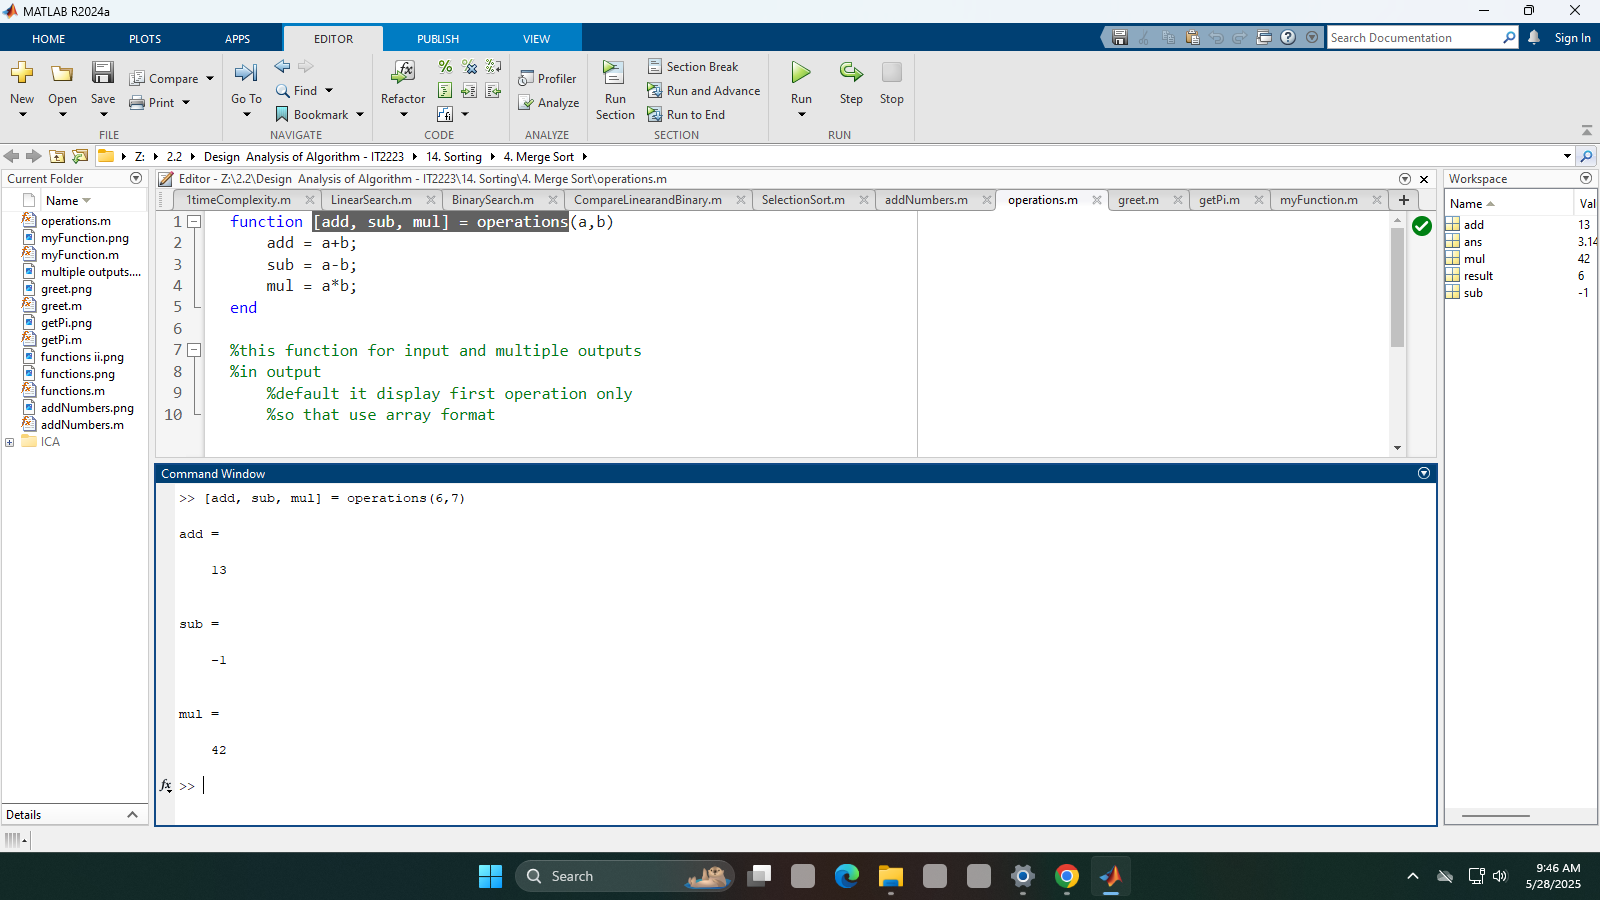 MATLAB R2024a
HOME PLOTS APPS EDITOR PUBLISH VIEW
Search Documentation
Sign In
New Open Save Compare Print
FILE
Go To Find Bookmark
NAVIGATE
Refactor
CODE
Profiler Analyze
ANALYZE
Run Section Section Break Run and Advance Run to End
SECTION
Run Step Stop
RUN
Z: 2.2 Design Analysis of Algorithm - IT2223 14. Sorting 4. Merge Sort
Current Folder
Name
operations.m
myFunction.png
myFunction.m
multiple outputs....
greet.png
greet.m
getPi.png
getPi.m
functions ii.png
functions.png
functions.m
addNumbers.png
addNumbers.m
ICA
Details
Editor - Z:\2.2\Design Analysis of Algorithm - IT2223\14. Sorting\4. Merge Sort\operations.m
1timeComplexity.m LinearSearch.m BinarySearch.m CompareLinearandBinary.m SelectionSort.m addNumbers.m operations.m greet.m getPi.m myFunction.m
1 function [add, sub, mul] = operations(a,b)
2 add = a+b;
3 sub = a-b;
4 mul = a*b;
5 end
6
7 %this function for input and multiple outputs
8 %in output
9 %default it display first operation only
10 %so that use array format
Command Window
>> [add, sub, mul] = operations(6,7)
add =
13
sub =
-1
mul =
42
fx >>
Workspace
Name Val
add 13
ans 3.14
mul 42
result 6
sub -1
Search
9:46 AM
5/28/2025